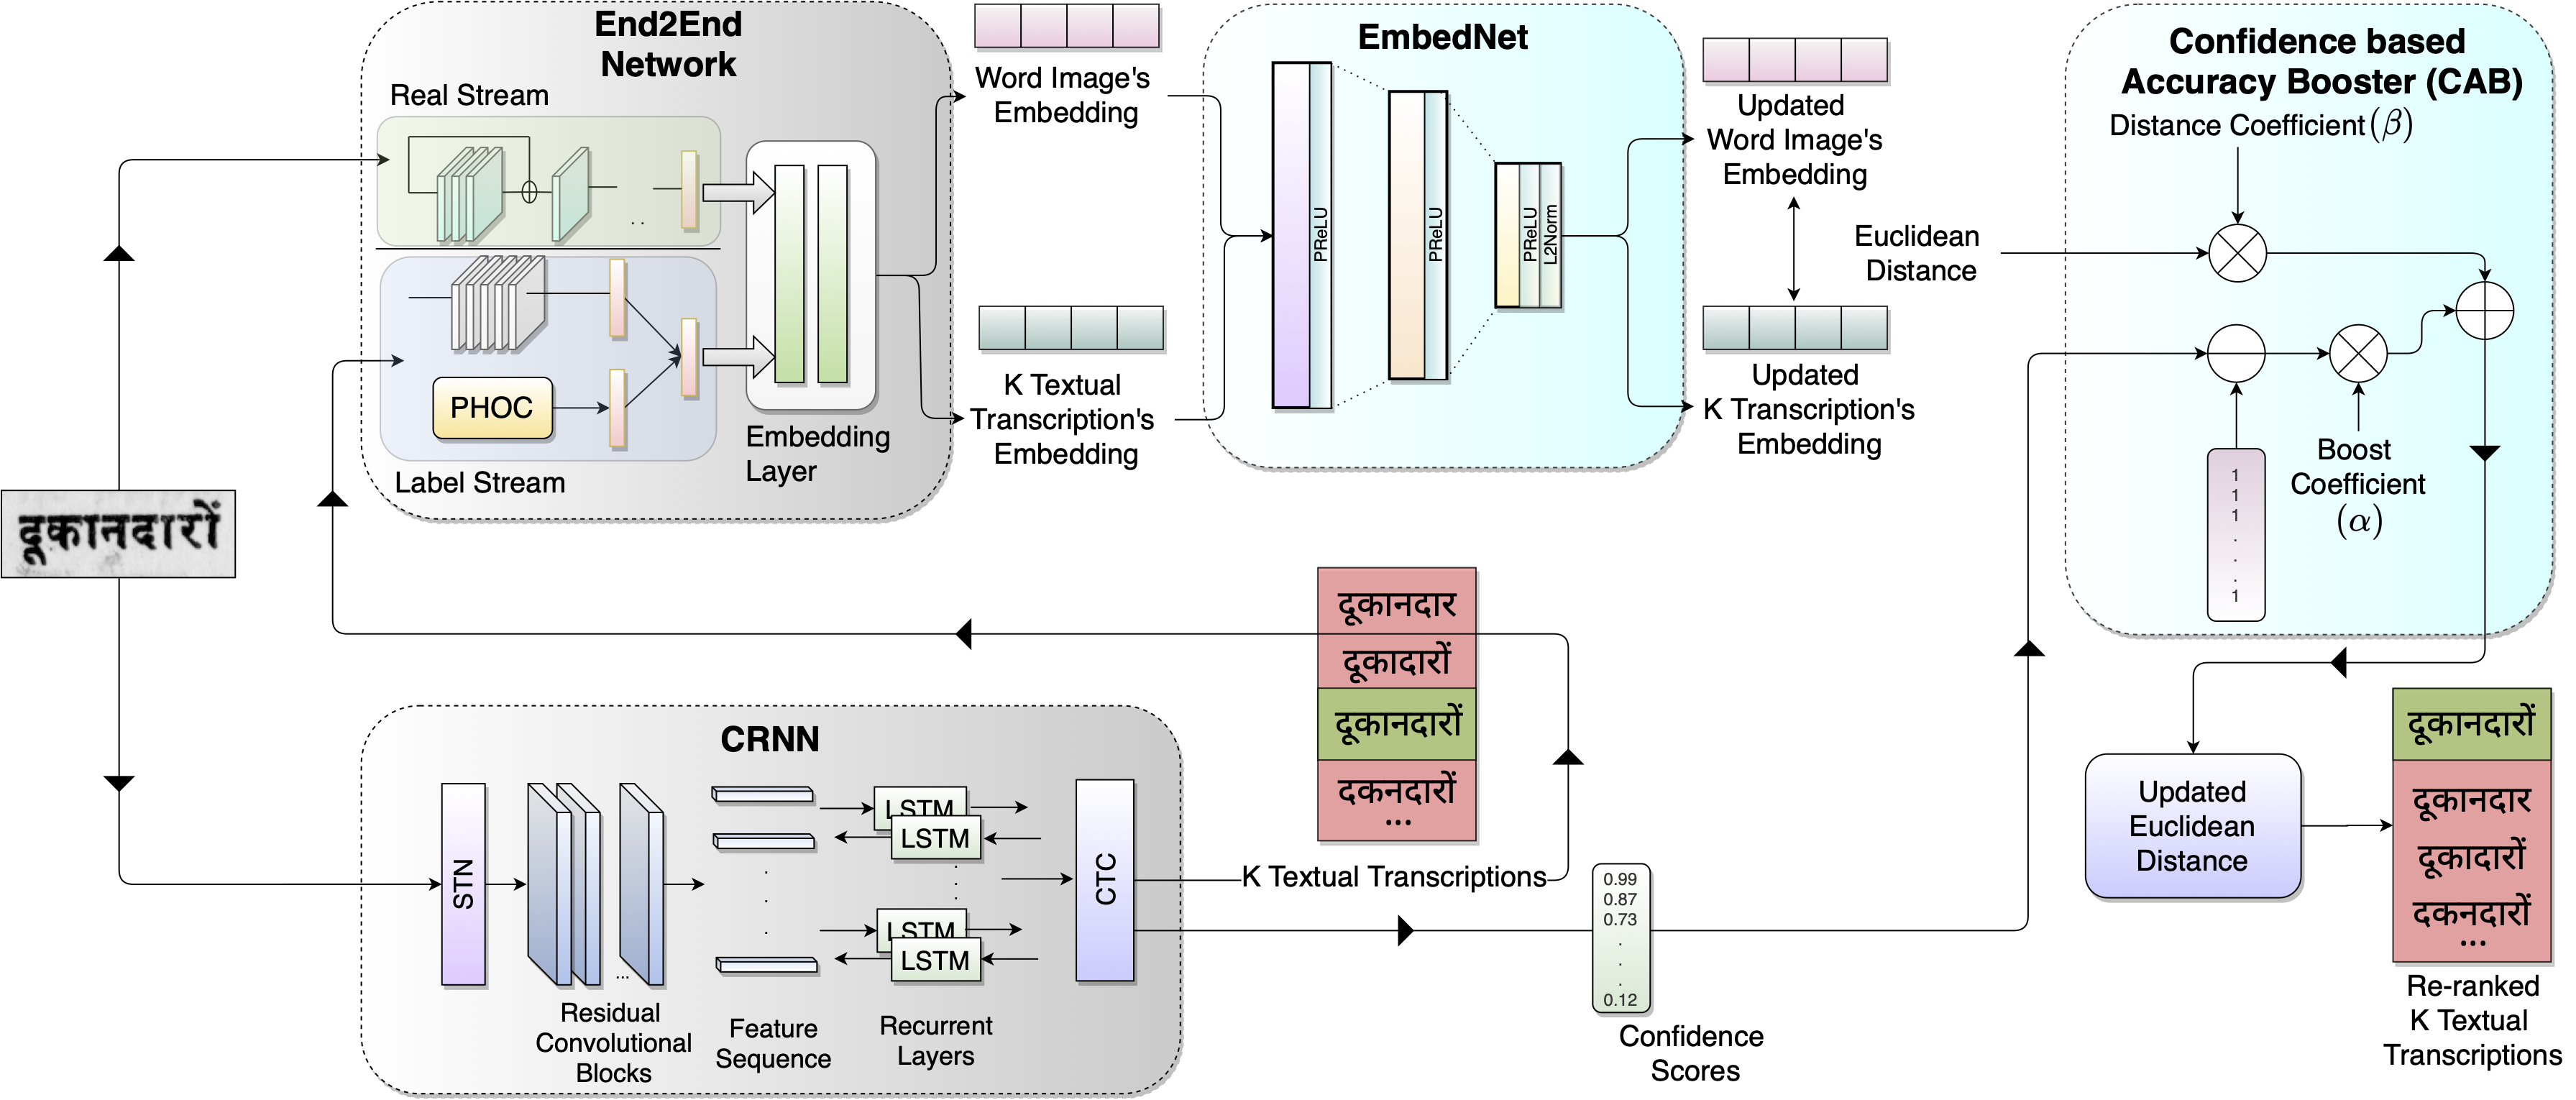 End2End
Network
Real Stream
PHOC
Label Stream
Embedding
Layer
Word Image's
Embedding
K Textual
Transcription's
Embedding
EmbedNet
PReLU
PReLU
PReLU
L2Norm
Updated
Word Image's
Embedding
Updated
K Transcription's
Embedding
Euclidean
Distance
Confidence based
Accuracy Booster (CAB)
Distance Coefficient(β)
Boost
Coefficient
(α)
1
1
1
.
.
.
1
दूकानदारों
CRNN
STN
...
Residual
Convolutional
Blocks
Feature
Sequence
LSTM
LSTM
LSTM
LSTM
Recurrent
Layers
CTC
दूकानदार
दूकादारों
दूकानदारों
दकनदारों
...
K Textual Transcriptions
0.99
0.87
0.73
.
.
.
0.12
Confidence
Scores
Updated
Euclidean
Distance
दूकानदारों
दूकानदार
दूकादारों
दकनदारों
...
Re-ranked
K Textual
Transcriptions